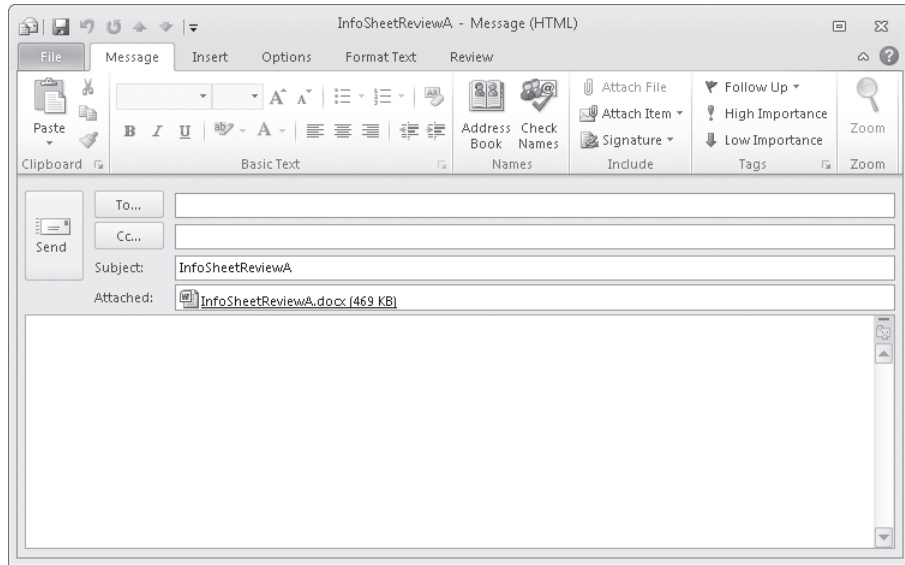 InfoSheetReviewA - Message (HTML)
File Message Insert Options Format Text Review
Paste
Clipboard
B I U A A A
Basic Text
Address Book
Check Names
Names
Attach File
Attach Item
Signature
Include
Follow Up
High Importance
Low Importance
Tags
Zoom
Zoom
Send
To...
Cc...
Subject: InfoSheetReviewA
Attached: InfoSheetReviewA.docx (469 KB)